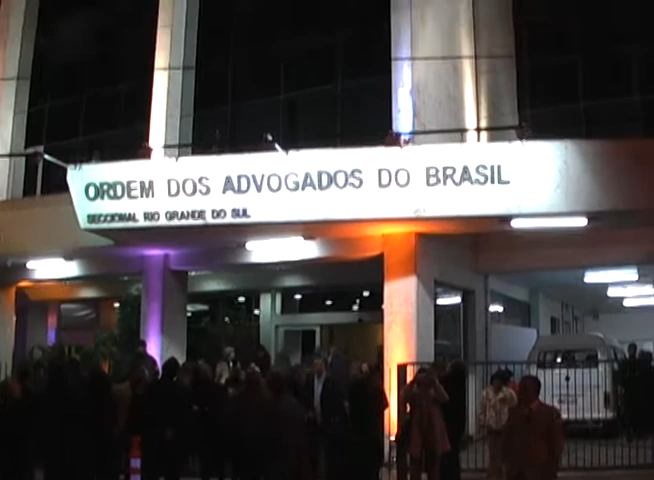 ORDEM DOS ADVOGADOS DO BRASIL
SECCIONAL RIO GRANDE DO SUL